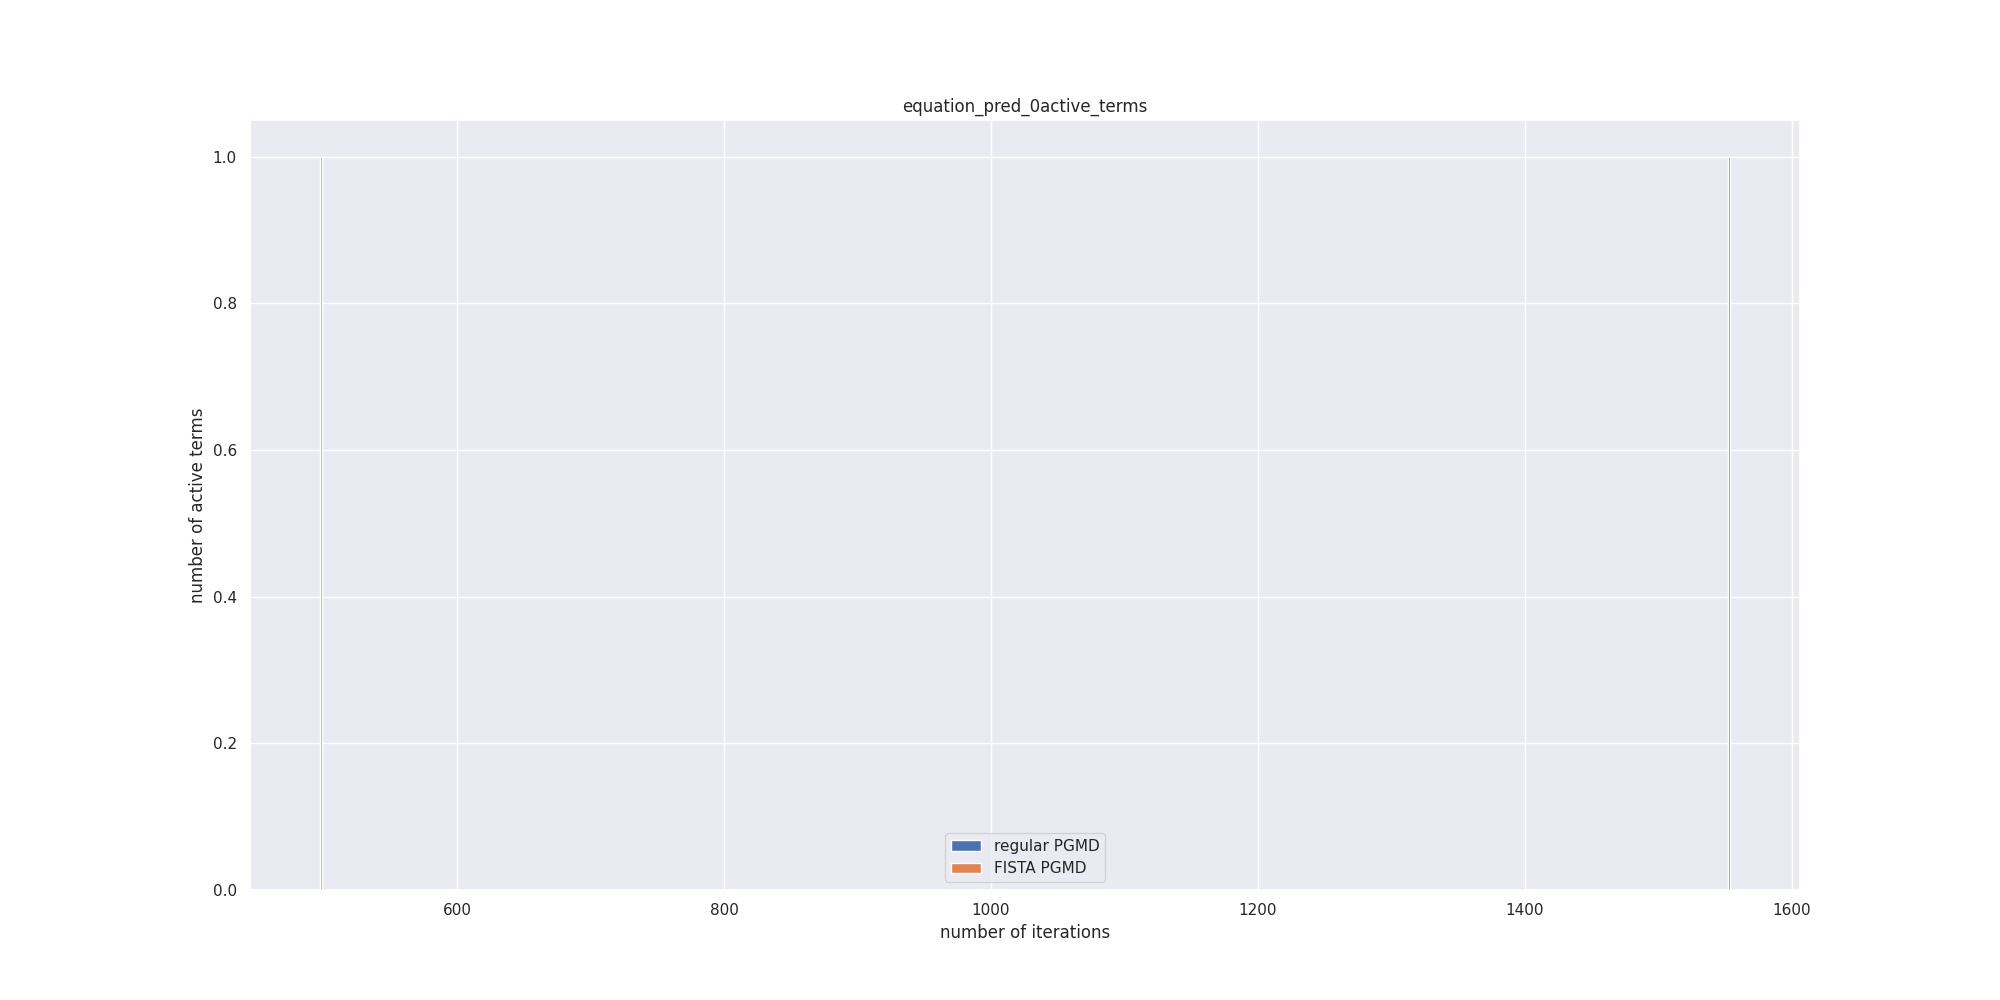 equation_pred_0active_terms
1.0
0.8
0.6
0.4
0.2
0.0
number of active terms
regular PGMD
FISTA PGMD
600 800 1000 1200 1400 1600
number of iterations